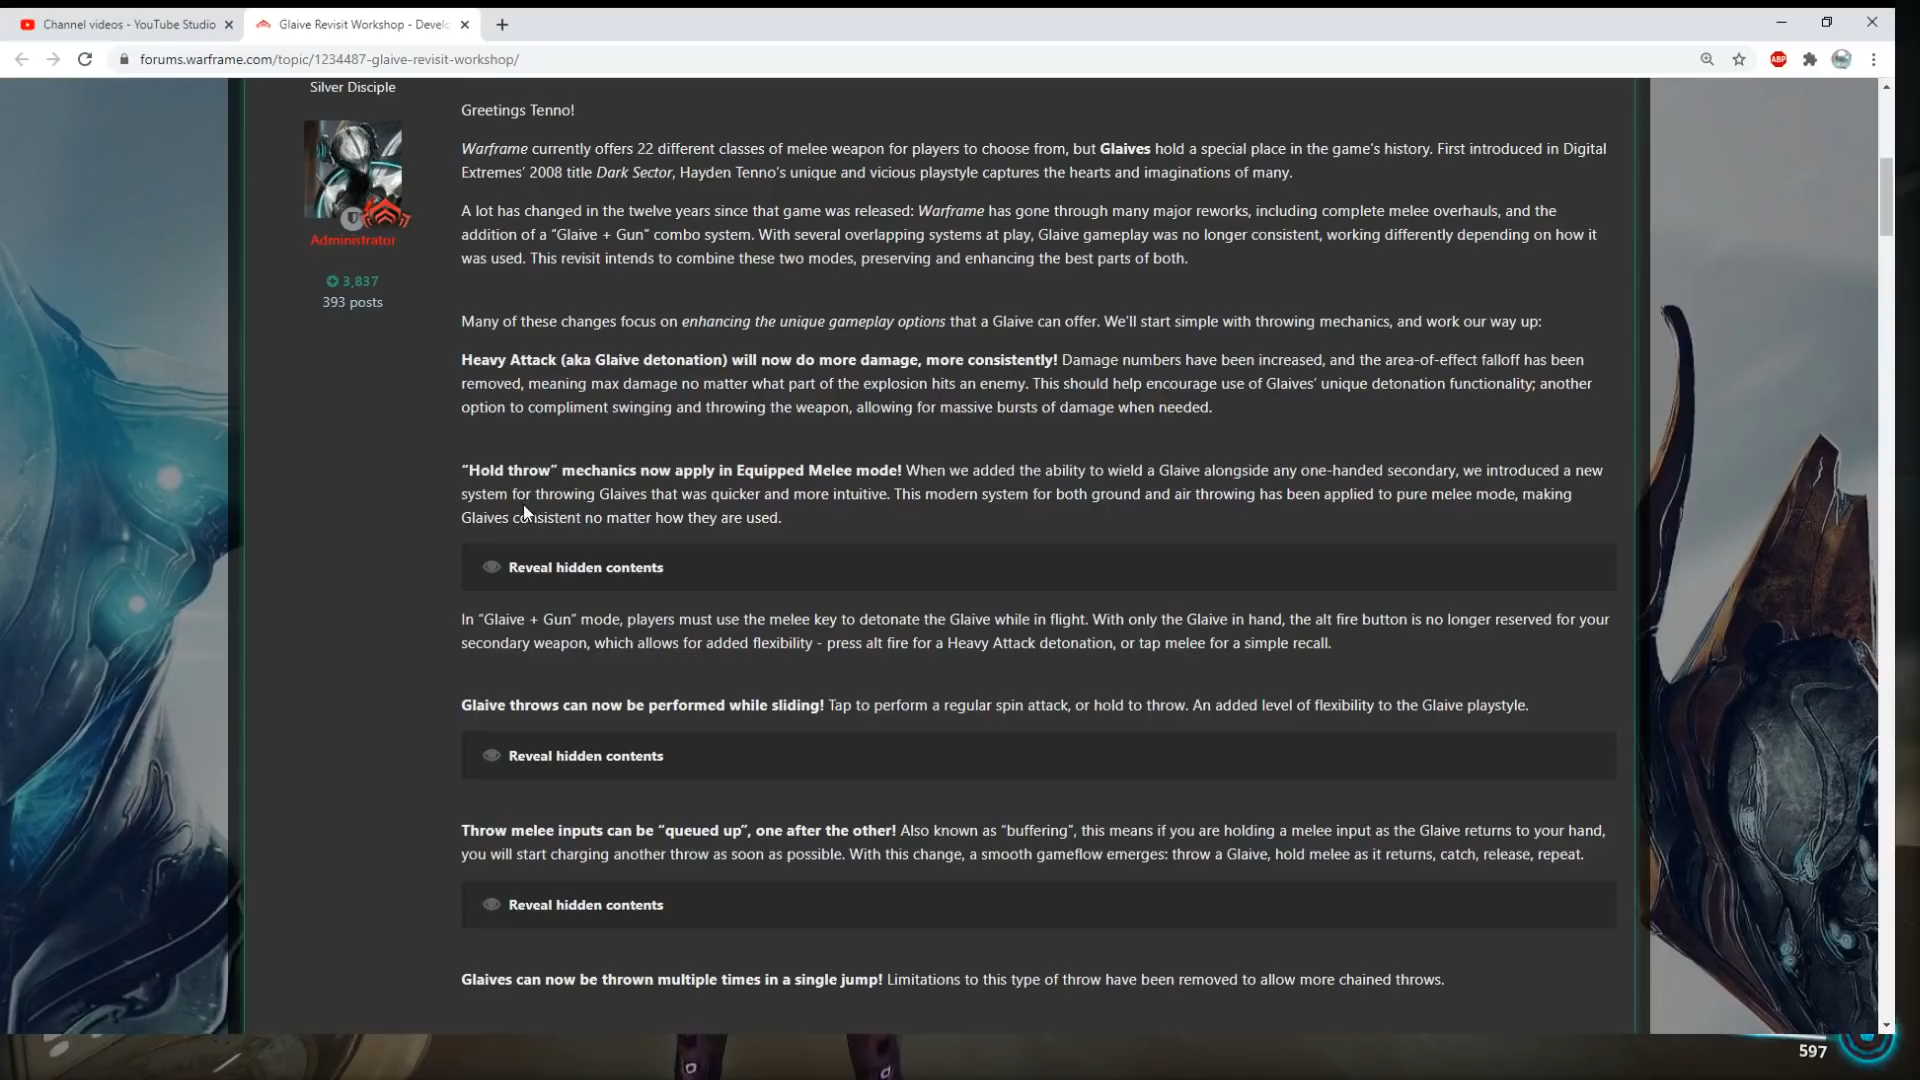 Channel videos - YouTube Studio
Glaive Revisit Workshop - Develo
forums.warframe.com/topic/1234487-glaive-revisit-workshop/
ABP
Silver Disciple
Administrator
3,837
393 posts
Greetings Tenno!
Warframe currently offers 22 different classes of melee weapon for players to choose from, but Glaives hold a special place in the game’s history. First introduced in Digital
Extremes’ 2008 title Dark Sector, Hayden Tenno’s unique and vicious playstyle captures the hearts and imaginations of many.
A lot has changed in the twelve years since that game was released: Warframe has gone through many major reworks, including complete melee overhauls, and the
addition of a “Glaive + Gun” combo system. With several overlapping systems at play, Glaive gameplay was no longer consistent, working differently depending on how it
was used. This revisit intends to combine these two modes, preserving and enhancing the best parts of both.
Many of these changes focus on enhancing the unique gameplay options that a Glaive can offer. We’ll start simple with throwing mechanics, and work our way up:
Heavy Attack (aka Glaive detonation) will now do more damage, more consistently! Damage numbers have been increased, and the area-of-effect falloff has been
removed, meaning max damage no matter what part of the explosion hits an enemy. This should help encourage use of Glaives’ unique detonation functionality; another
option to compliment swinging and throwing the weapon, allowing for massive bursts of damage when needed.
“Hold throw” mechanics now apply in Equipped Melee mode! When we added the ability to wield a Glaive alongside any one-handed secondary, we introduced a new
system for throwing Glaives that was quicker and more intuitive. This modern system for both ground and air throwing has been applied to pure melee mode, making
Glaives consistent no matter how they are used.
Reveal hidden contents
In “Glaive + Gun” mode, players must use the melee key to detonate the Glaive while in flight. With only the Glaive in hand, the alt fire button is no longer reserved for your
secondary weapon, which allows for added flexibility - press alt fire for a Heavy Attack detonation, or tap melee for a simple recall.
Glaive throws can now be performed while sliding! Tap to perform a regular spin attack, or hold to throw. An added level of flexibility to the Glaive playstyle.
Reveal hidden contents
Throw melee inputs can be “queued up”, one after the other! Also known as “buffering”, this means if you are holding a melee input as the Glaive returns to your hand,
you will start charging another throw as soon as possible. With this change, a smooth gameflow emerges: throw a Glaive, hold melee as it returns, catch, release, repeat.
Reveal hidden contents
Glaives can now be thrown multiple times in a single jump! Limitations to this type of throw have been removed to allow more chained throws.
597